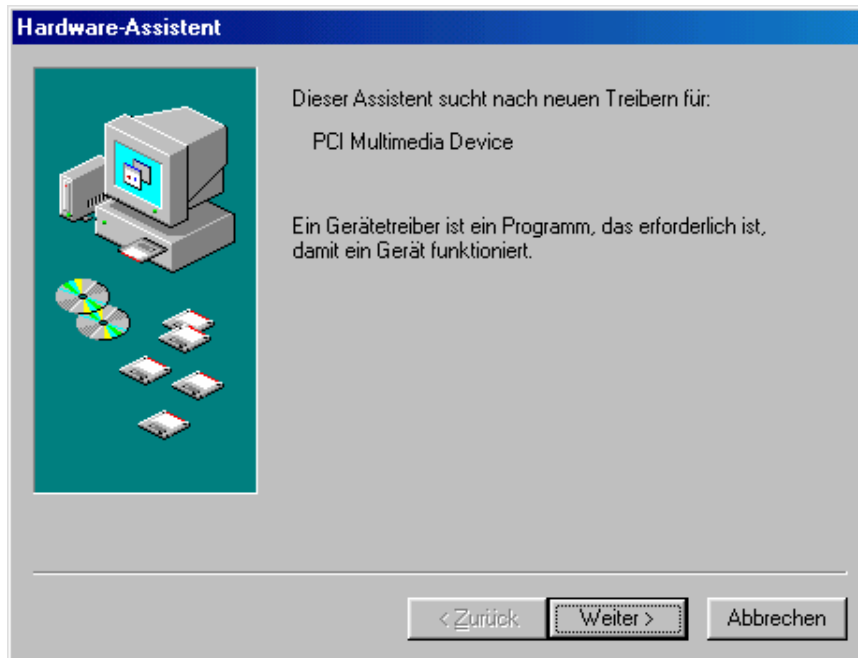 Hardware-Assistent
Dieser Assistent sucht nach neuen Treibern für:
PCI Multimedia Device
Ein Gerätetreiber ist ein Programm, das erforderlich ist,
damit ein Gerät funktioniert.
< Zurück
Weiter >
Abbrechen